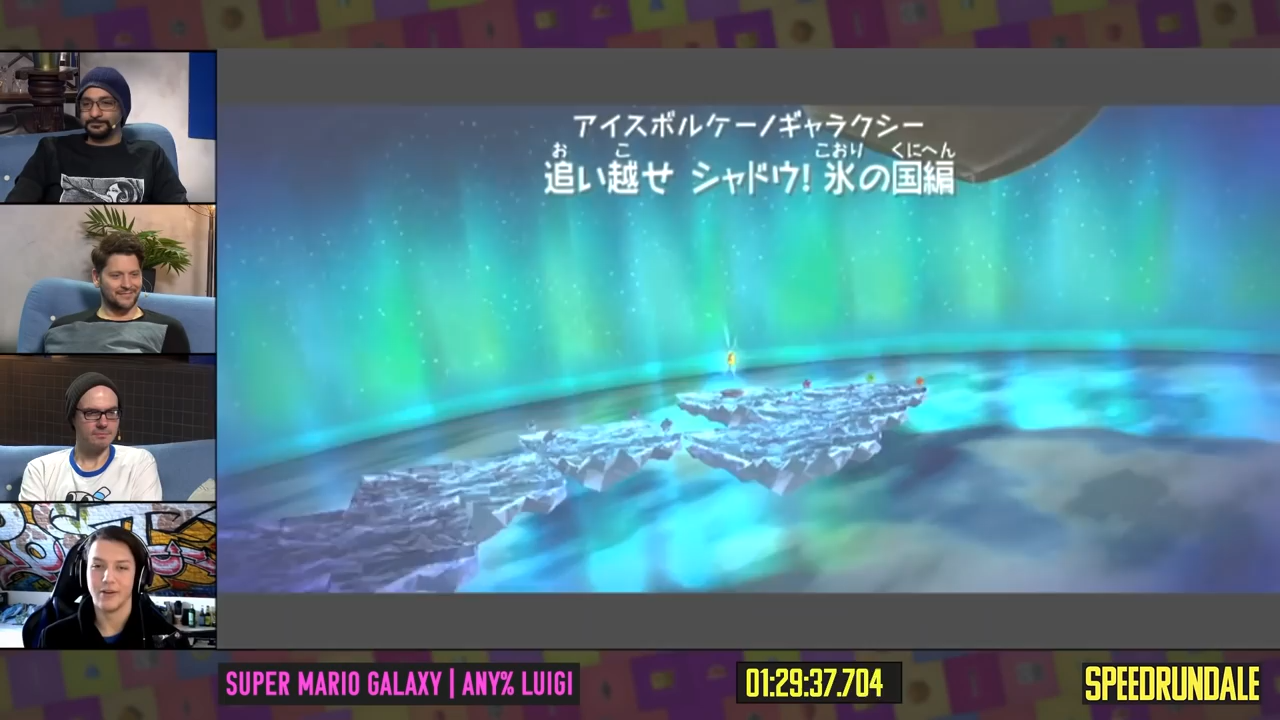 アイスボルケーノギャラクシー
お こ こおり くにへん
追い越せ シャドウ! 氷の国編
SUPER MARIO GALAXY | ANY% LUIGI
01:29:37.704
SPEEDRUNDALE